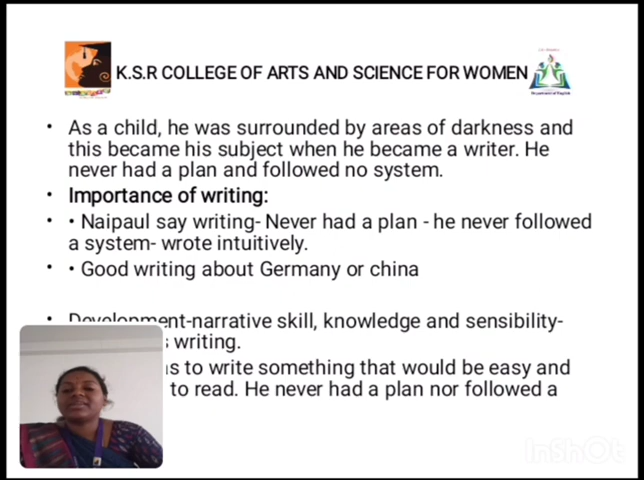 K.S.R COLLEGE OF ARTS AND SCIENCE FOR WOMEN
• As a child, he was surrounded by areas of darkness and
this became his subject when he became a writer. He
never had a plan and followed no system.
• Importance of writing:
• • Naipaul say writing- Never had a plan - he never followed
a system- wrote intuitively.
• • Good writing about Germany or china
Development-narrative skill, knowledge and sensibility-
writing.
to write something that would be easy and
to read. He never had a plan nor followed a
InShOt